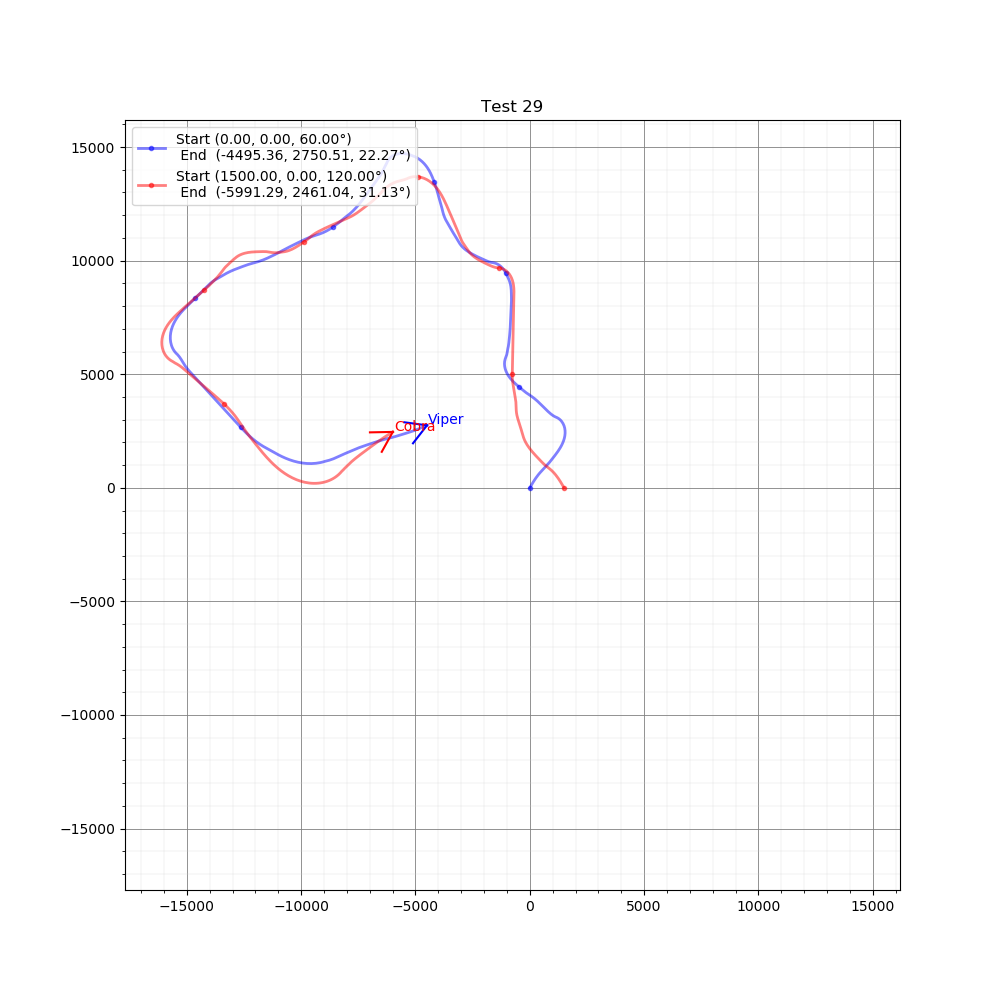 Test 29
Start (0.00, 0.00, 60.00°)
End (-4495.36, 2750.51, 22.27°)
Start (1500.00, 0.00, 120.00°)
End (-5991.29, 2461.04, 31.13°)
15000
10000
5000
0
−5000
−10000
−15000
Viper
Cobra
−15000 −10000 −5000 0 5000 10000 15000